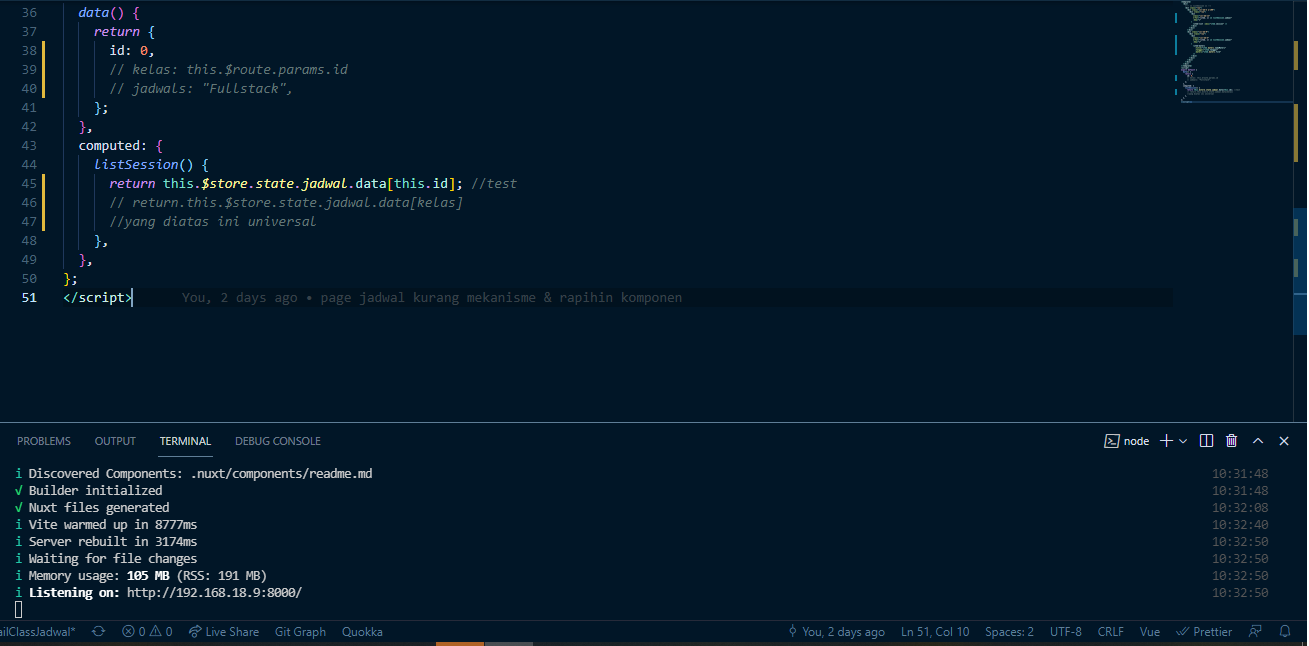 36 data() {
37 return {
38 id: 0,
39 // kelas: this.$route.params.id
40 // jadwals: "Fullstack",
41 };
42 },
43 computed: {
44 listSession() {
45 return this.$store.state.jadwal.data[this.id]; //test
46 // return.this.$store.state.jadwal.data[kelas]
47 //yang diatas ini universal
48 },
49 },
50 };
51 </script> You, 2 days ago • page jadwal kurang mekanisme & rapihin komponen
PROBLEMS OUTPUT TERMINAL DEBUG CONSOLE node
i Discovered Components: .nuxt/components/readme.md 10:31:48
√ Builder initialized 10:31:48
√ Nuxt files generated 10:32:08
i Vite warmed up in 8777ms 10:32:40
i Server rebuilt in 3174ms 10:32:50
i Waiting for file changes 10:32:50
i Memory usage: 105 MB (RSS: 191 MB) 10:32:50
i Listening on: http://192.168.18.9:8000/ 10:32:50
ailClassJadwal* 0 0 Live Share Git Graph Quokka You, 2 days ago Ln 51, Col 10 Spaces: 2 UTF-8 CRLF Vue Prettier